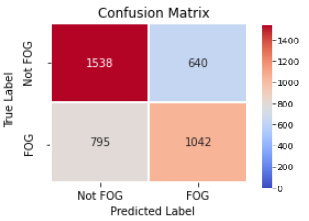 Confusion Matrix
True Label
Not FOG
1538
640
FOG
795
1042
Not FOG
FOG
Predicted Label
1400
1200
1000
800
600
400
200
0